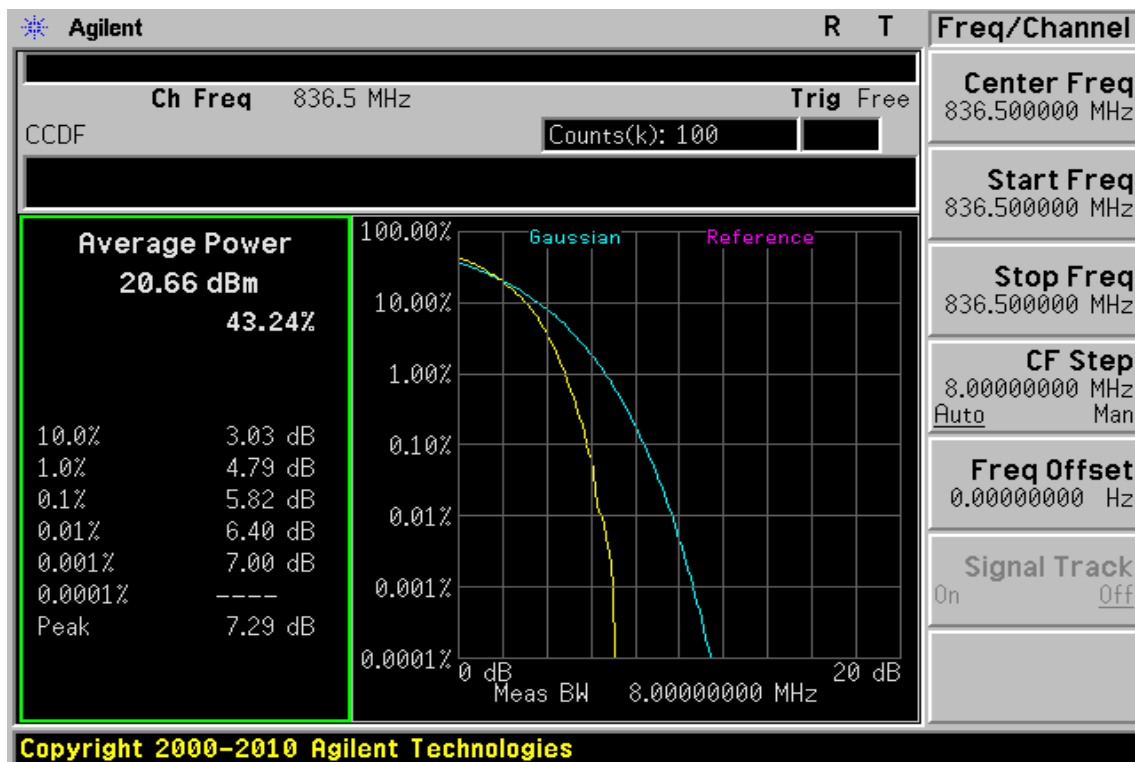 Agilent R T
Ch Freq 836.5 MHz Trig Free
CCDF Counts(k): 100
Average Power
20.66 dBm
43.24%
10.0% 3.03 dB
1.0% 4.79 dB
0.1% 5.82 dB
0.01% 6.40 dB
0.001% 7.00 dB
0.0001% ----
Peak 7.29 dB
Gaussian Reference
100.00%
10.00%
1.00%
0.10%
0.01%
0.001%
0.0001%
0 dB 20 dB
Meas BW 8.00000000 MHz
Freq/Channel
Center Freq
836.500000 MHz
Start Freq
836.500000 MHz
Stop Freq
836.500000 MHz
CF Step
8.00000000 MHz
Auto Man
Freq Offset
0.00000000 Hz
Signal Track
On Off
Copyright 2000-2010 Agilent Technologies